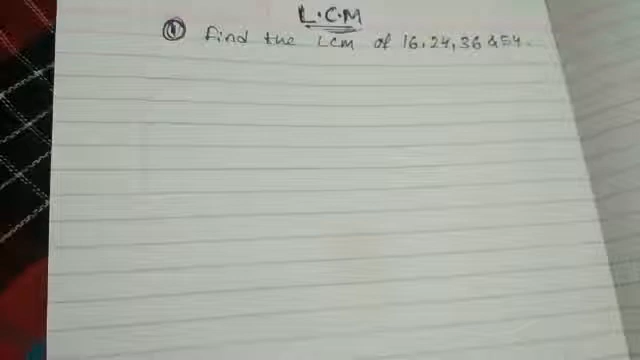 L.C.M
① Find the LCM of 16, 24, 36 & 54.